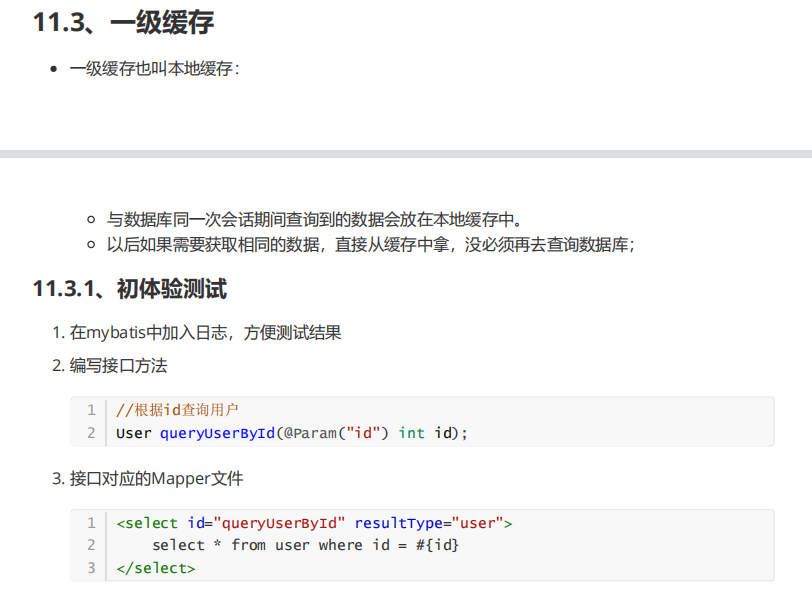 11.3、一级缓存
• 一级缓存也叫本地缓存：
○ 与数据库同一次会话期间查询到的数据会放在本地缓存中。
○ 以后如果需要获取相同的数据，直接从缓存中拿，没必须再去查询数据库；
11.3.1、初体验测试
1. 在mybatis中加入日志，方便测试结果
2. 编写接口方法
1 //根据id查询用户
2 User queryUserById(@Param("id") int id);
3. 接口对应的Mapper文件
1 <select id="queryUserById" resultType="user">
2     select * from user where id = #{id}
3 </select>